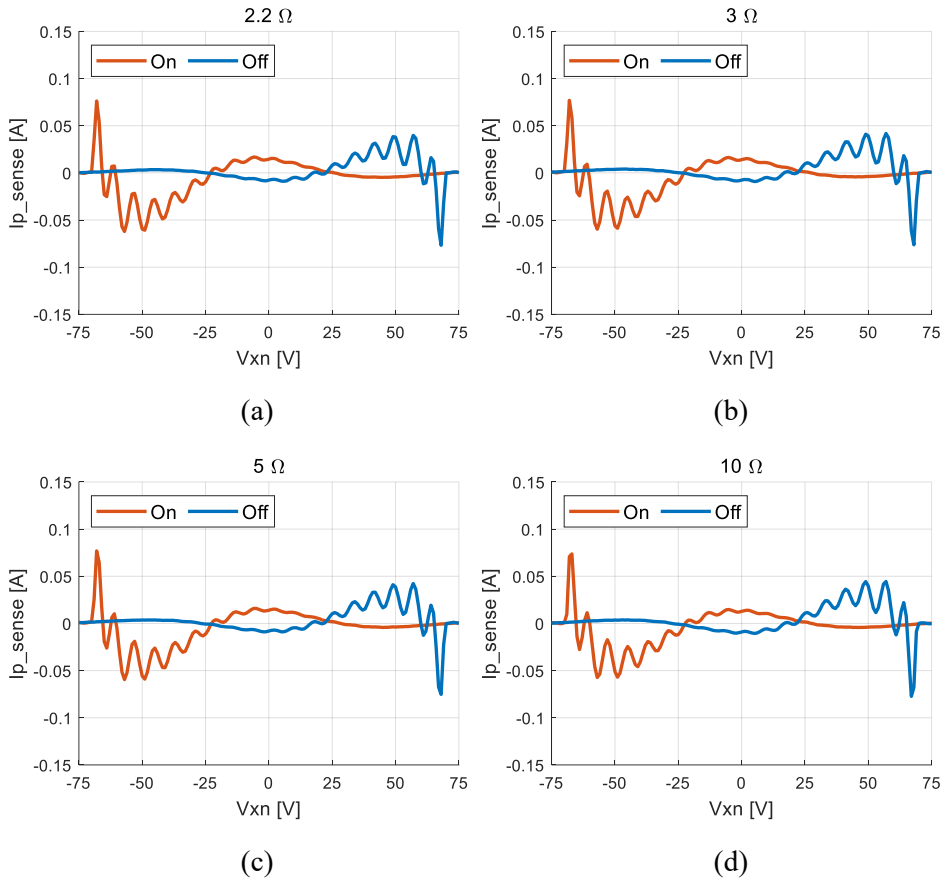 2.2 Ω
0.15
0.1
0.05
0
-0.05
-0.1
-0.15
Ip_sense [A]
On Off
-75 -50 -25 0 25 50 75
Vxn [V]
(a)
3 Ω
0.15
0.1
0.05
0
-0.05
-0.1
-0.15
Ip_sense [A]
On Off
-75 -50 -25 0 25 50 75
Vxn [V]
(b)
5 Ω
0.15
0.1
0.05
0
-0.05
-0.1
-0.15
Ip_sense [A]
On Off
-75 -50 -25 0 25 50 75
Vxn [V]
(c)
10 Ω
0.15
0.1
0.05
0
-0.05
-0.1
-0.15
Ip_sense [A]
On Off
-75 -50 -25 0 25 50 75
Vxn [V]
(d)